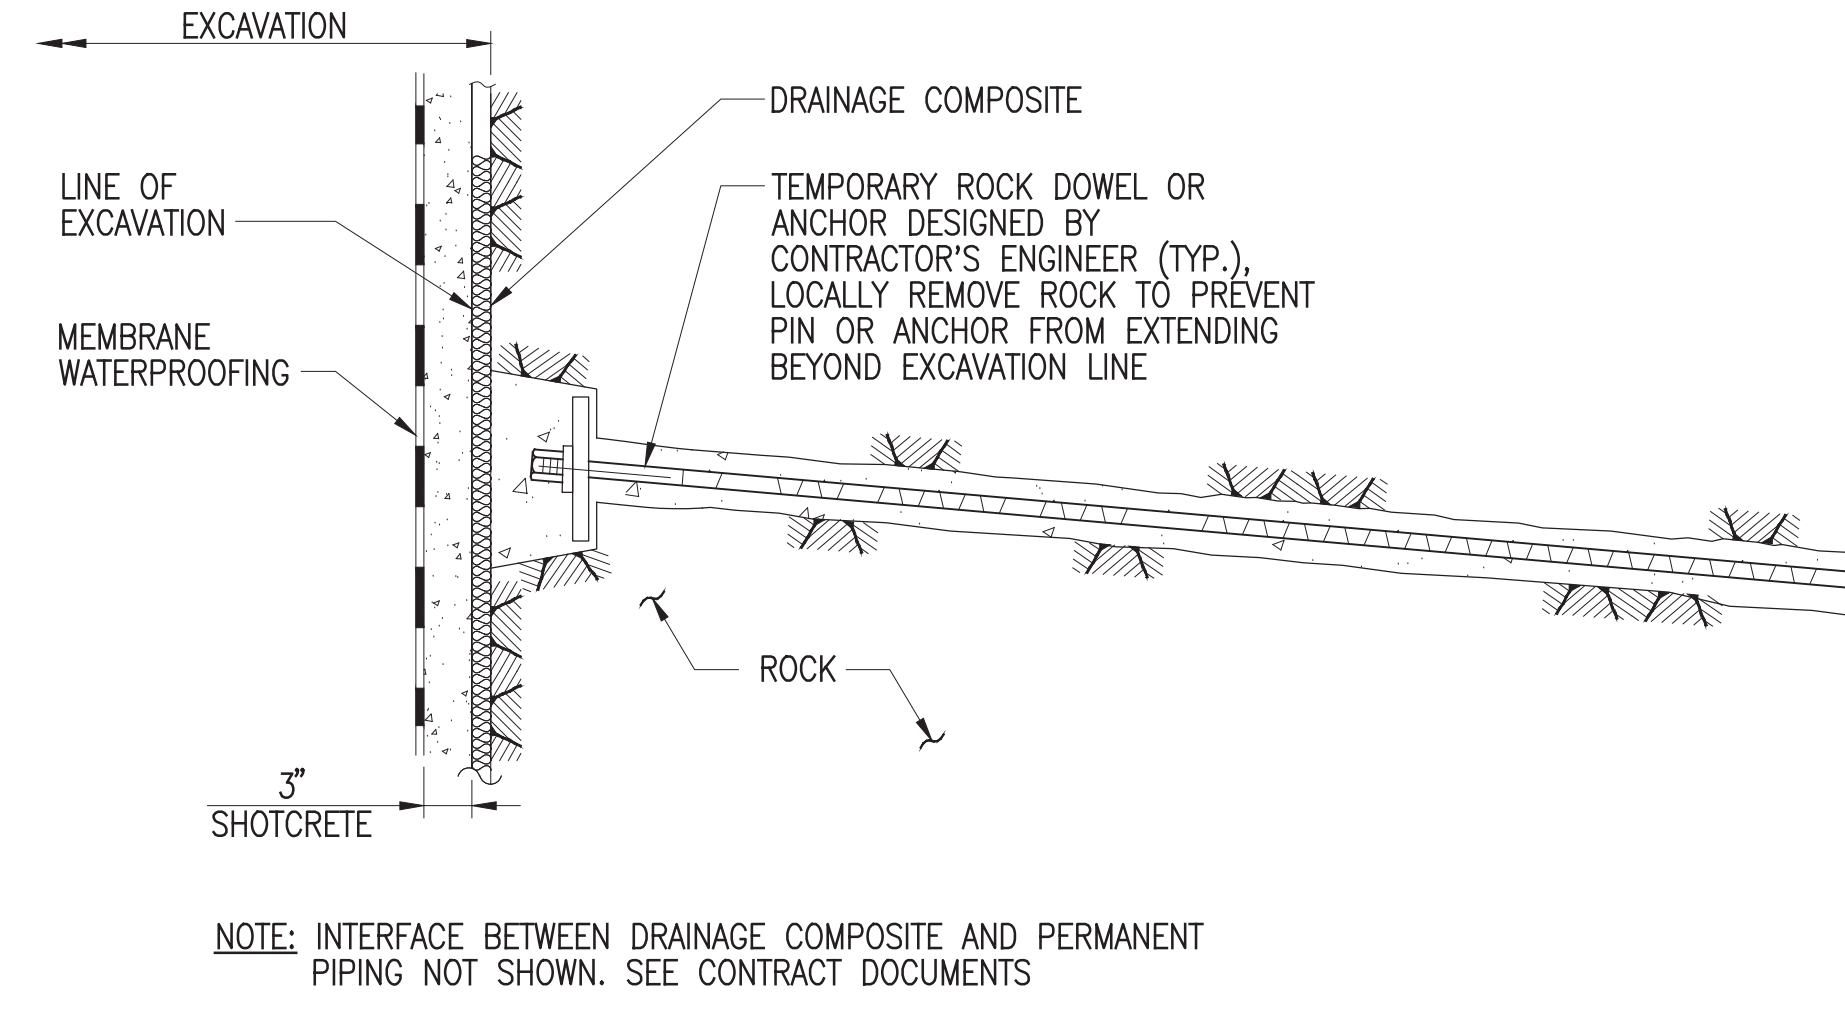 EXCAVATION
DRAINAGE COMPOSITE
LINE OF
EXCAVATION
TEMPORARY ROCK DOWEL OR
ANCHOR DESIGNED BY
CONTRACTOR'S ENGINEER (TYP.),
LOCALLY REMOVE ROCK TO PREVENT
PIN OR ANCHOR FROM EXTENDING
BEYOND EXCAVATION LINE
MEMBRANE
WATERPROOFING
ROCK
3"
SHOTCRETE
NOTE: INTERFACE BETWEEN DRAINAGE COMPOSITE AND PERMANENT
PIPING NOT SHOWN. SEE CONTRACT DOCUMENTS